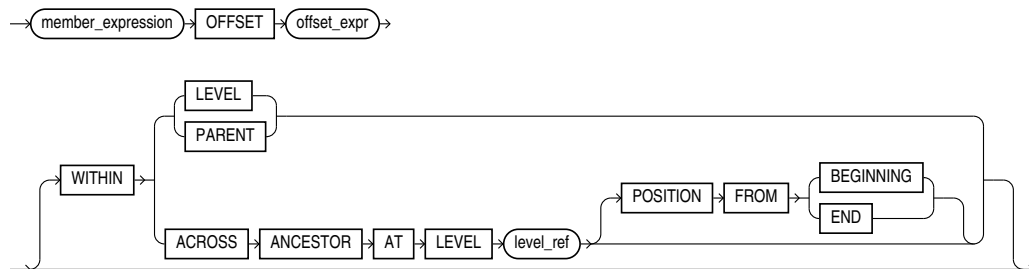 member_expression OFFSET offset_expr
LEVEL
PARENT
WITHIN
POSITION FROM BEGINNING
END
ACROSS ANCESTOR AT LEVEL level_ref